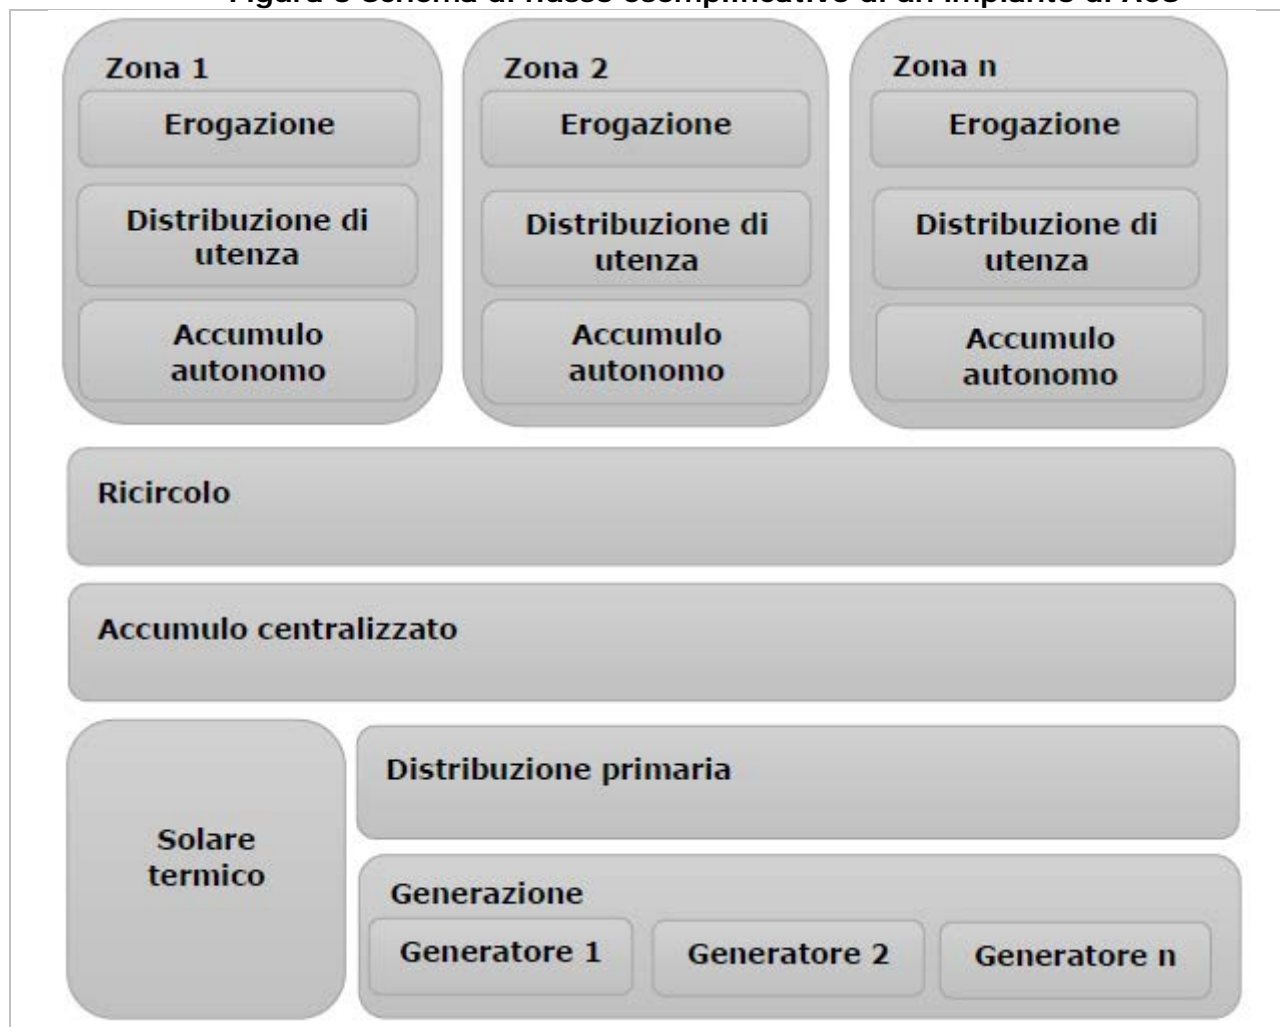 Zona 1
Erogazione
Distribuzione di
utenza
Accumulo
autonomo
Zona 2
Erogazione
Distribuzione di
utenza
Accumulo
autonomo
Zona n
Erogazione
Distribuzione di
utenza
Accumulo
autonomo
Ricircolo
Accumulo centralizzato
Solare
termico
Distribuzione primaria
Generazione
Generatore 1
Generatore 2
Generatore n